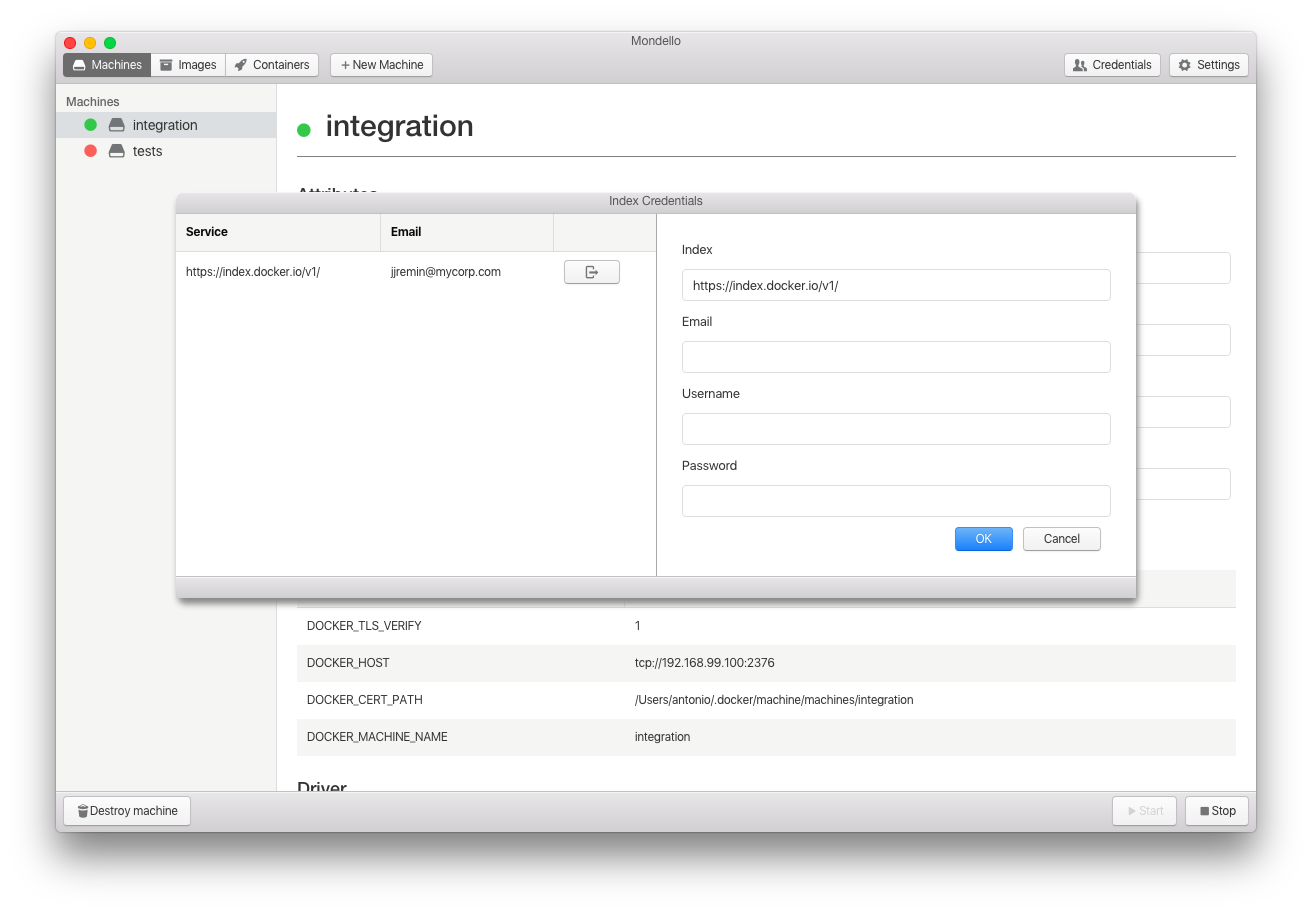 Mondello
Machines Images Containers + New Machine Credentials Settings
Machines
integration
tests
integration
Attributes
Index Credentials
Service Email
https://index.docker.io/v1/ jjremin@mycorp.com
Index
https://index.docker.io/v1/
Email
Username
Password
OK Cancel
DOCKER_TLS_VERIFY 1
DOCKER_HOST tcp://192.168.99.100:2376
DOCKER_CERT_PATH /Users/antonio/.docker/machine/machines/integration
DOCKER_MACHINE_NAME integration
Driver
Destroy machine Start Stop